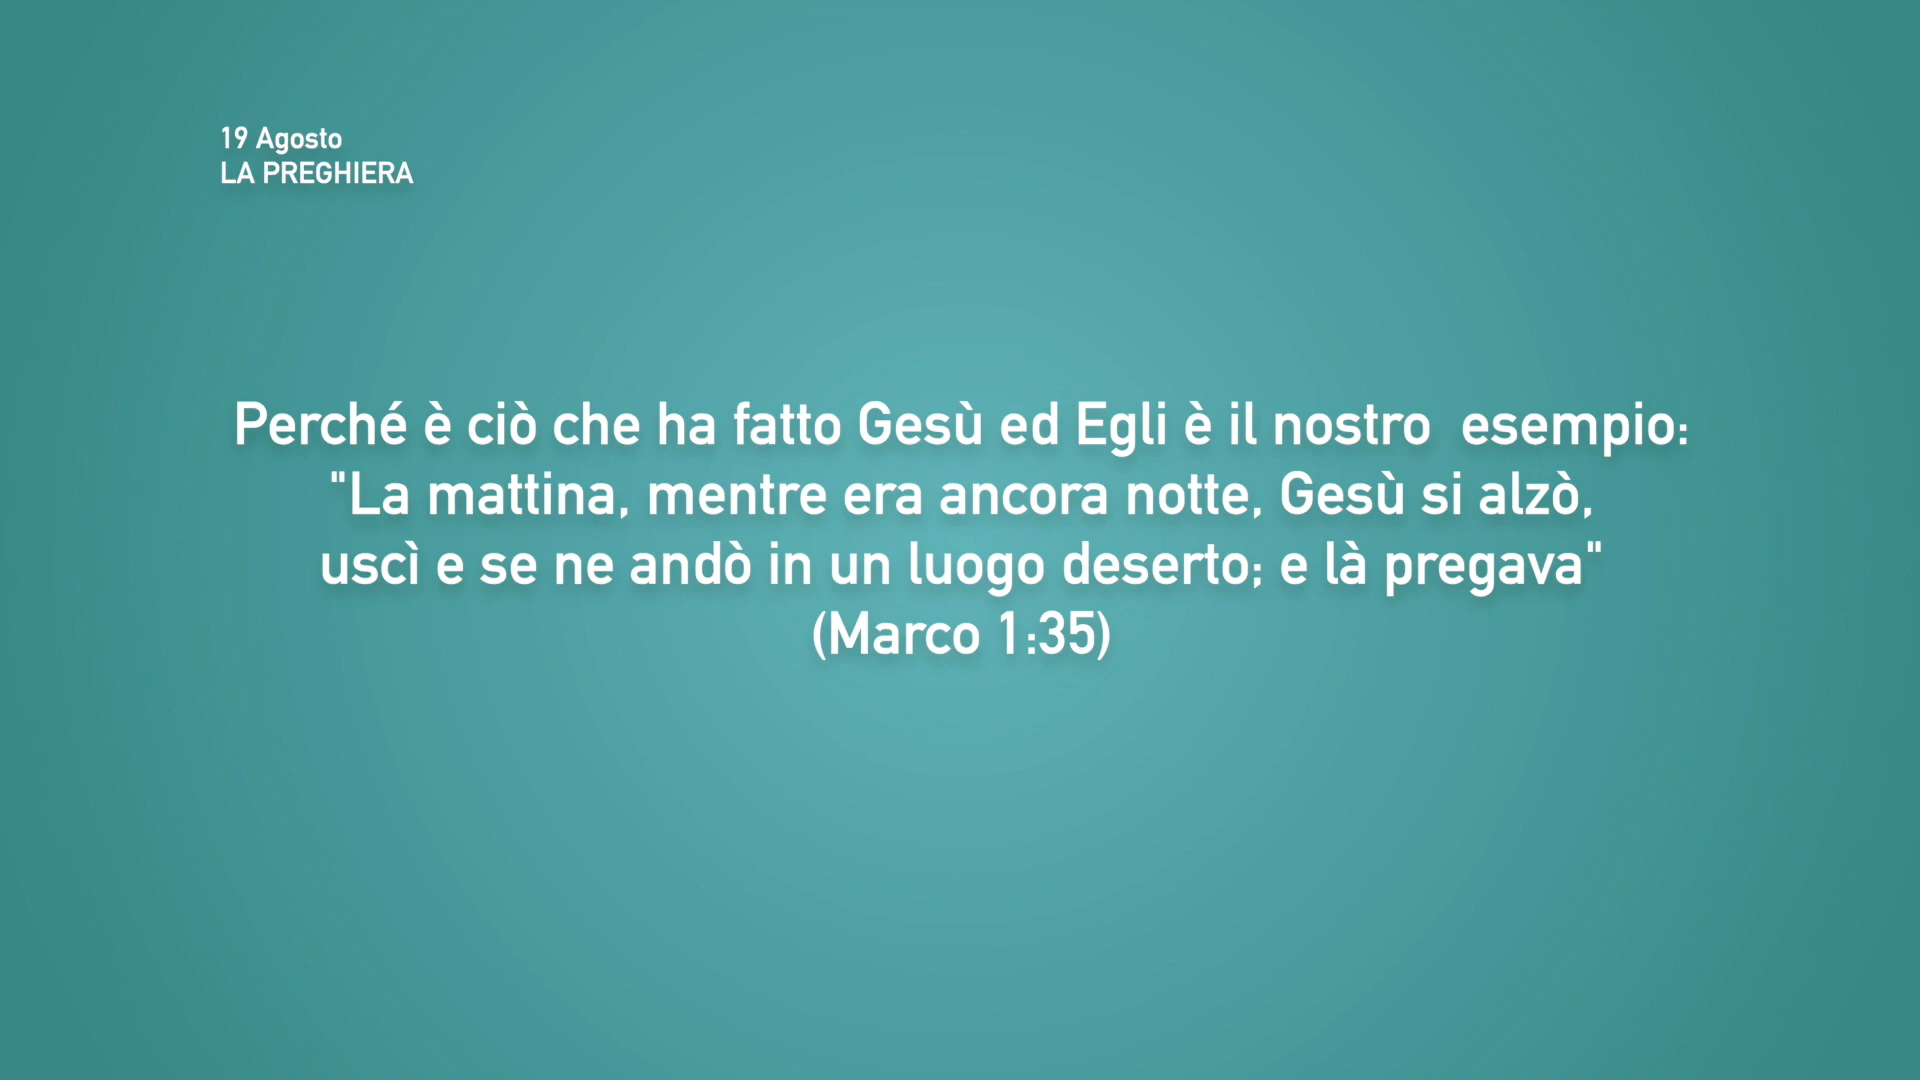 19 Agosto
LA PREGHIERA
Perché è ciò che ha fatto Gesù ed Egli è il nostro  esempio:
"La mattina, mentre era ancora notte, Gesù si alzò,
uscì e se ne andò in un luogo deserto; e là pregava"
(Marco 1:35)